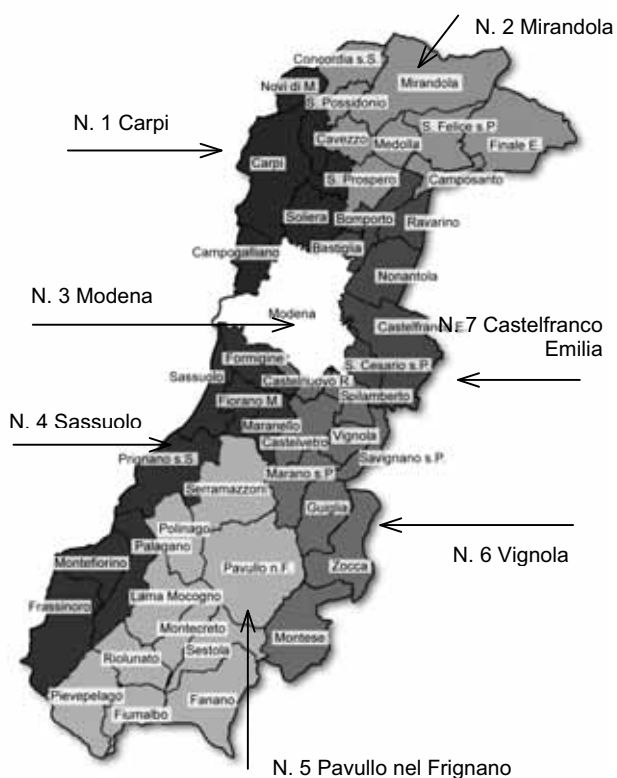 N. 2 Mirandola
Concordia s.S.
Mirandola
Novi di M.
S. Possidonio
N. 1 Carpi
Cavezzo
Medolla
S. Felice s.P.
Finale E.
Carpi
S. Prospero
Camposanto
Soliera
Bomporto
Ravarino
Campogalliano
Bastiglia
Nonantola
N. 3 Modena
Modena
Castelfranco E.
N. 7 Castelfranco
Emilia
Formigine
S. Cesario s.P.
Sassuolo
Castelnuovo R.
Spilamberto
Fiorano M.
N. 4 Sassuolo
Maranello
Vignola
Castelvetro
Prignano s.S.
Savignano s.P.
Marano s.P.
Serramazzoni
Guiglia
Polinago
Palagano
N. 6 Vignola
Montefiorino
Pavullo n.F.
Zocca
Frassinoro
Lama Mocogno
Montecreto
Montese
Sestola
Riolunato
Pievepelago
Fanano
Fiumalbo
N. 5 Pavullo nel Frignano